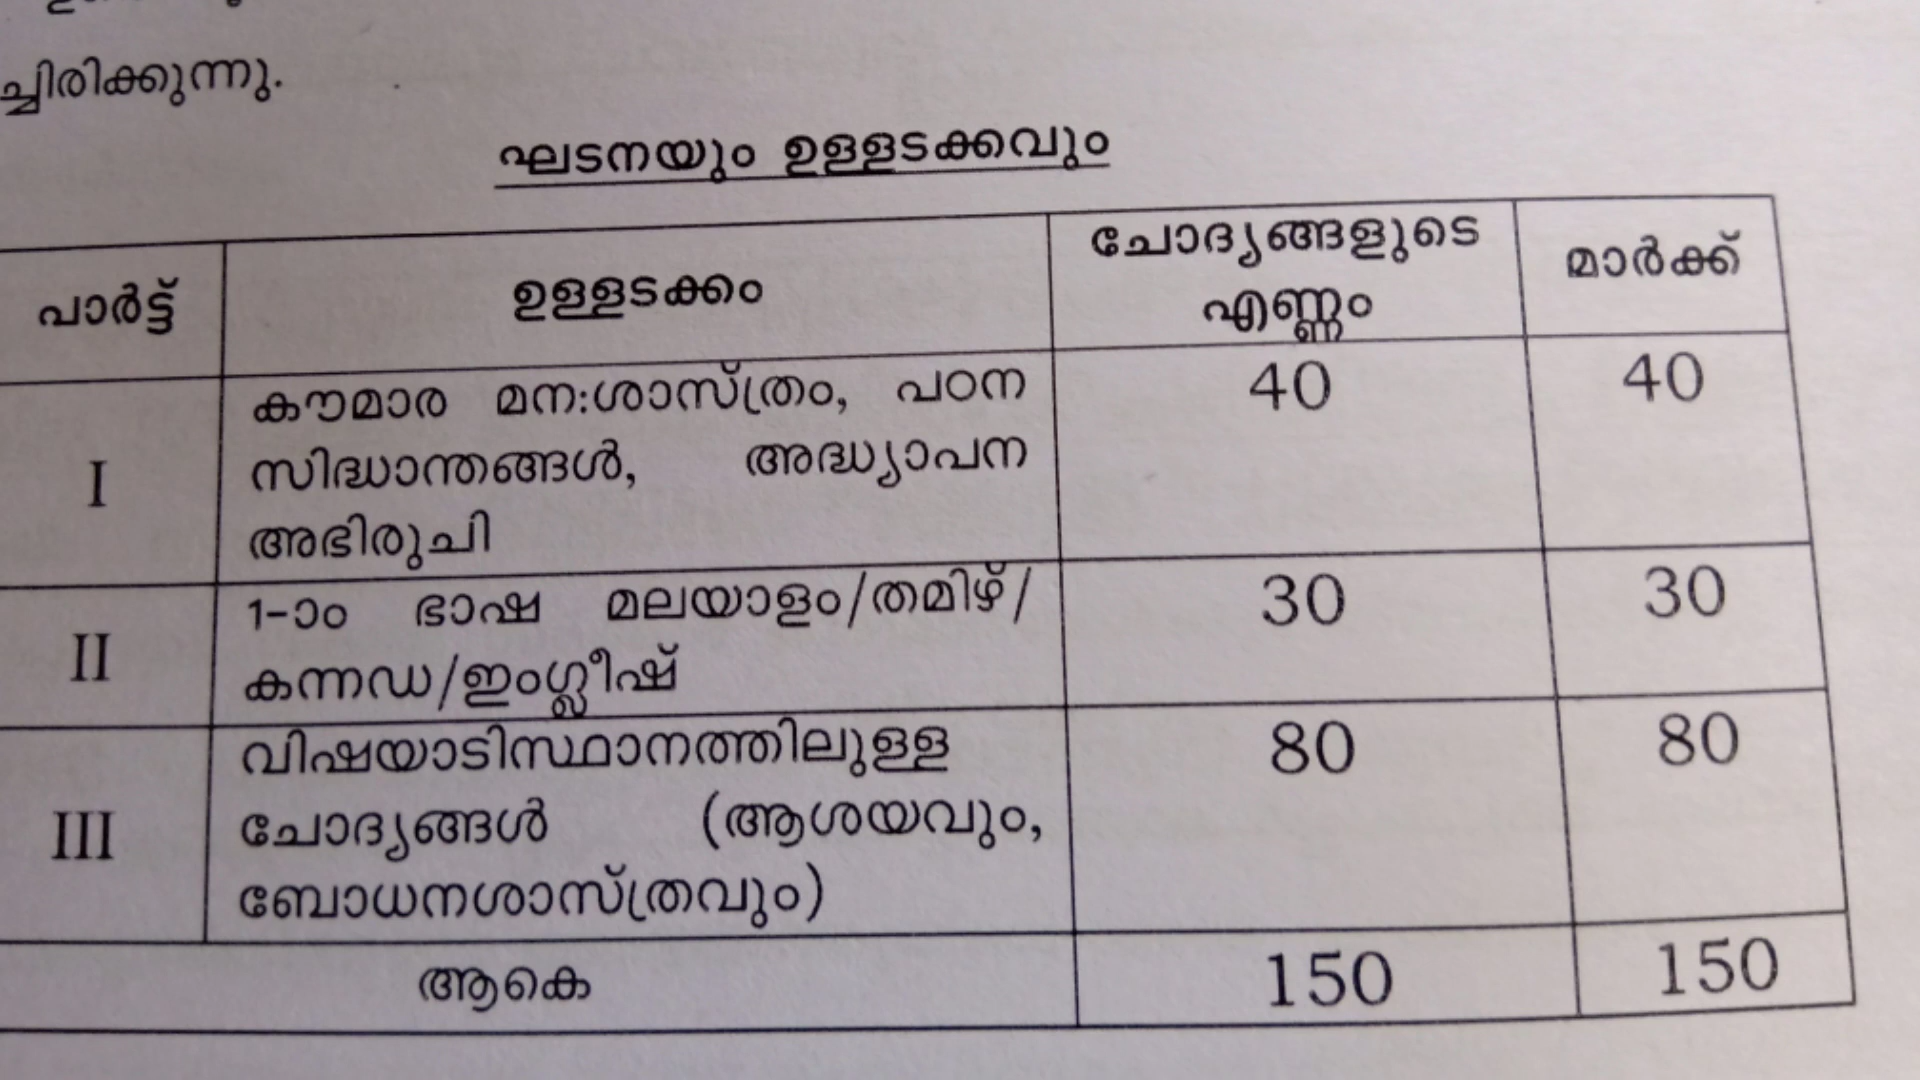 ച്ചിരിക്കുന്നു.
ഘടനയും ഉള്ളടക്കവും
പാർട്ട് ഉള്ളടക്കം ചോദ്യങ്ങളുടെ എണ്ണം മാർക്ക്
I കൗമാര മന:ശാസ്ത്രം, പഠന 40 40
സിദ്ധാന്തങ്ങൾ, അദ്ധ്യാപന
അഭിരുചി
II 1-ാം ഭാഷ മലയാളം/തമിഴ്/ 30 30
കന്നഡ/ഇംഗ്ലീഷ്
III വിഷയാടിസ്ഥാനത്തിലുള്ള 80 80
ചോദ്യങ്ങൾ (ആശയവും,
ബോധനശാസ്ത്രവും)
ആകെ 150 150